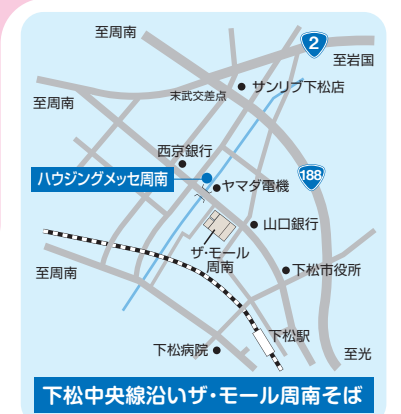 至周南
2
至岩国
サンリブ下松店
末武交差点
至周南
西京銀行
ハウジングメッセ周南
ヤマダ電機
188
山口銀行
ザ・モール
周南
至周南
下松市役所
下松駅
下松病院
至光
下松中央線沿いザ・モール周南そば